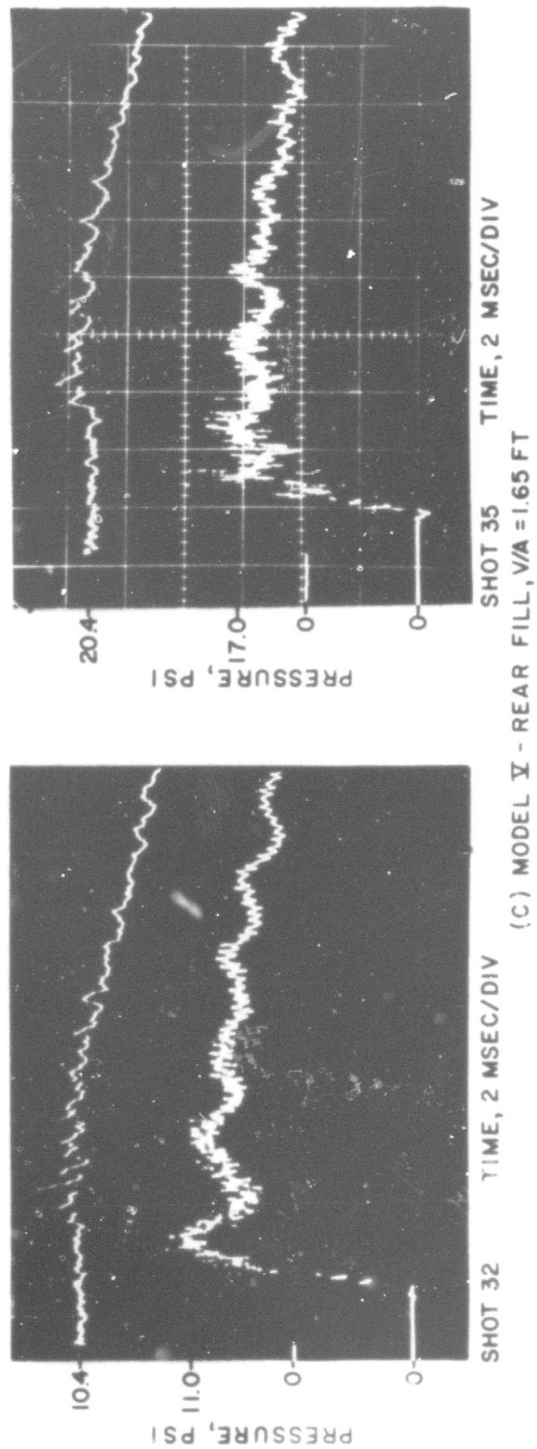 PRESSURE, PSI
10.4
11.0
0
C
SHOT 32
TIME, 2 MSEC/DIV
PRESSURE, PSI
20.4
17.0
0
0
SHOT 35
TIME, 2 MSEC/DIV
(C) MODEL V - REAR FILL, V/A = 1.65 FT